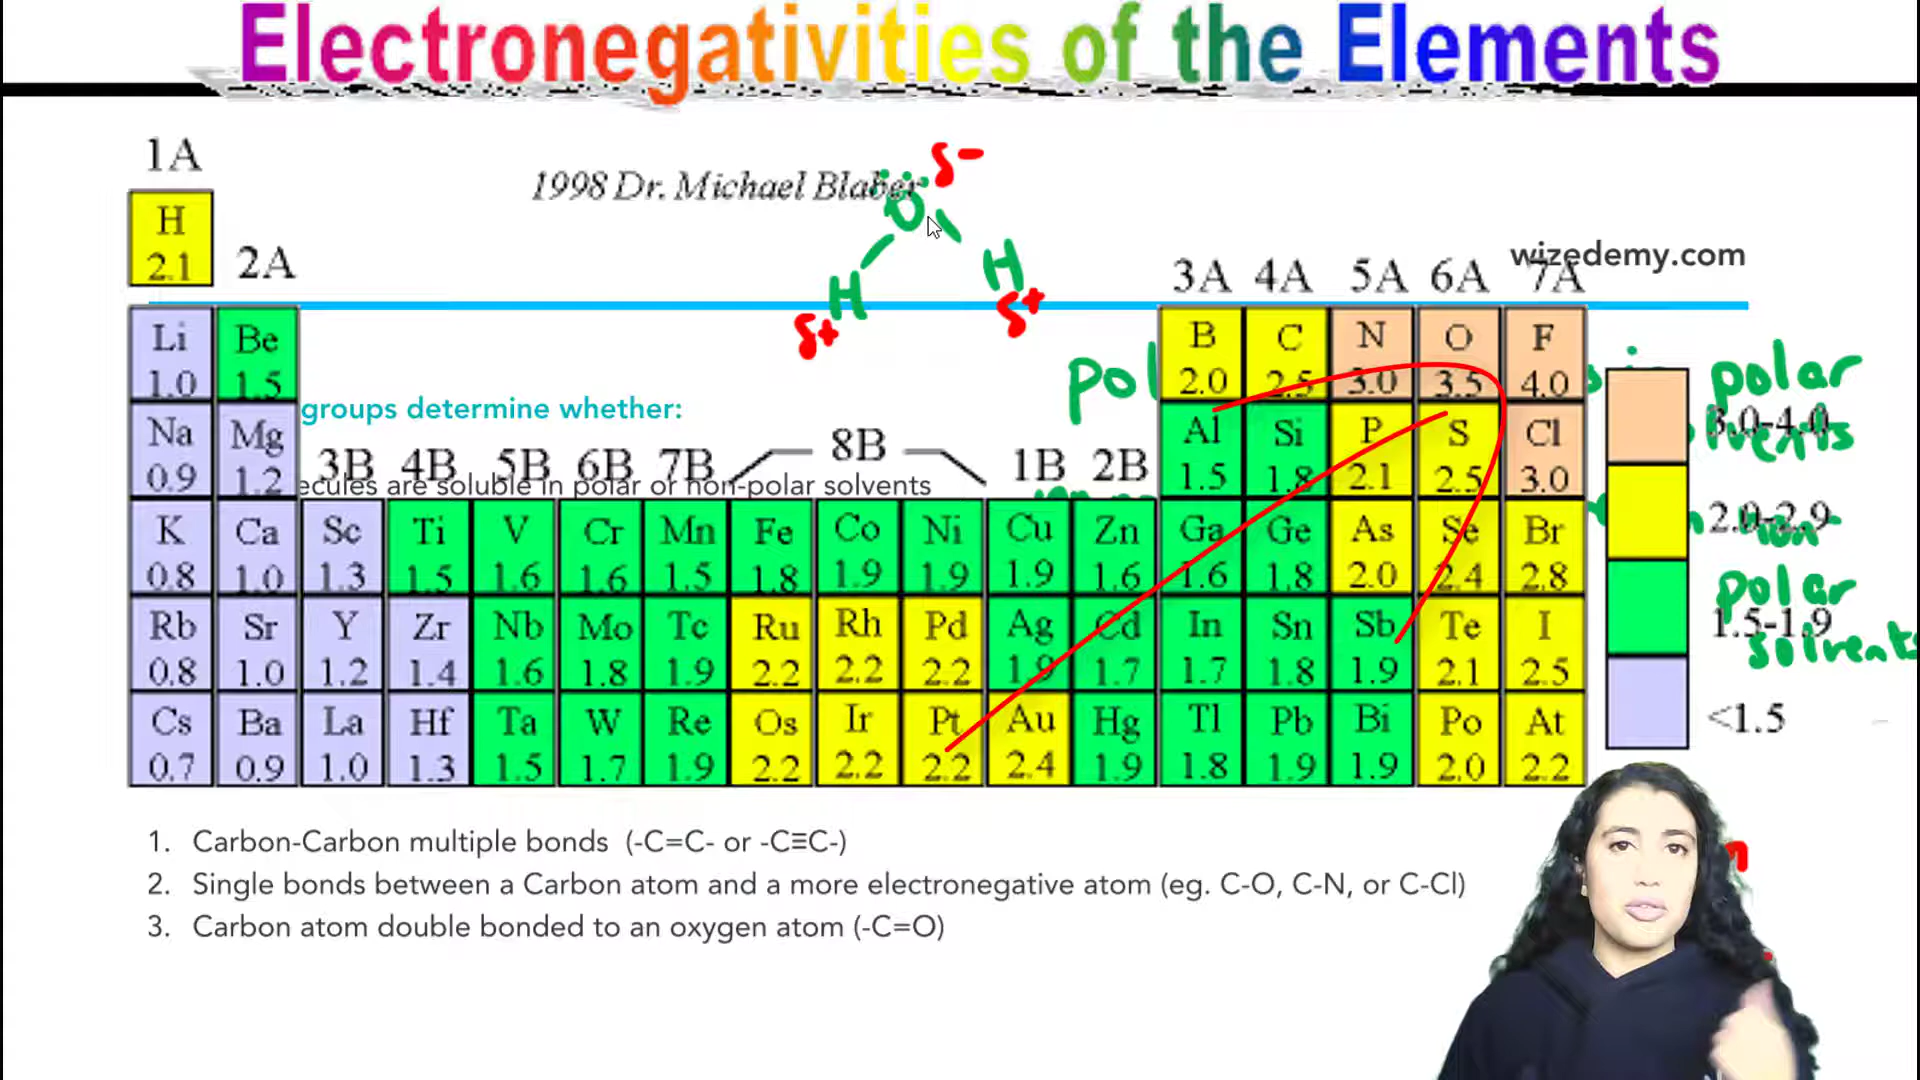 Electronegativities of the Elements
1A
1998 Dr. Michael Blaber
δ-
O
H
2.1
2A
H
H
δ+
δ+
wizedemy.com
3A 4A 5A 6A 7A
Li Be B C N O F
1.0 1.5 2.0 2.5 3.0 3.5 4.0
pol polar
3.0-4.0
groups determine whether:
Na Mg Al Si P S Cl
0.9 1.2 1.5 1.8 2.1 2.5 3.0
3B 4B 5B 6B 7B 8B 1B 2B
ecules are soluble in polar or non-polar solvents
K Ca Sc Ti V Cr Mn Fe Co Ni Cu Zn Ga Ge As Se Br
0.8 1.0 1.3 1.5 1.6 1.6 1.5 1.8 1.9 1.9 1.9 1.6 1.6 1.8 2.0 2.4 2.8
2.0-2.9
non-
polar
1.5-1.9
solvents
Rb Sr Y Zr Nb Mo Tc Ru Rh Pd Ag Cd In Sn Sb Te I
0.8 1.0 1.2 1.4 1.6 1.8 1.9 2.2 2.2 2.2 1.9 1.7 1.7 1.8 1.9 2.1 2.5
<1.5
Cs Ba La Hf Ta W Re Os Ir Pt Au Hg Tl Pb Bi Po At
0.7 0.9 1.0 1.3 1.5 1.7 1.9 2.2 2.2 2.2 2.4 1.9 1.8 1.9 1.9 2.0 2.2
1. Carbon-Carbon multiple bonds (-C=C- or -C≡C-)
2. Single bonds between a Carbon atom and a more electronegative atom (eg. C-O, C-N, or C-Cl)
3. Carbon atom double bonded to an oxygen atom (-C=O)